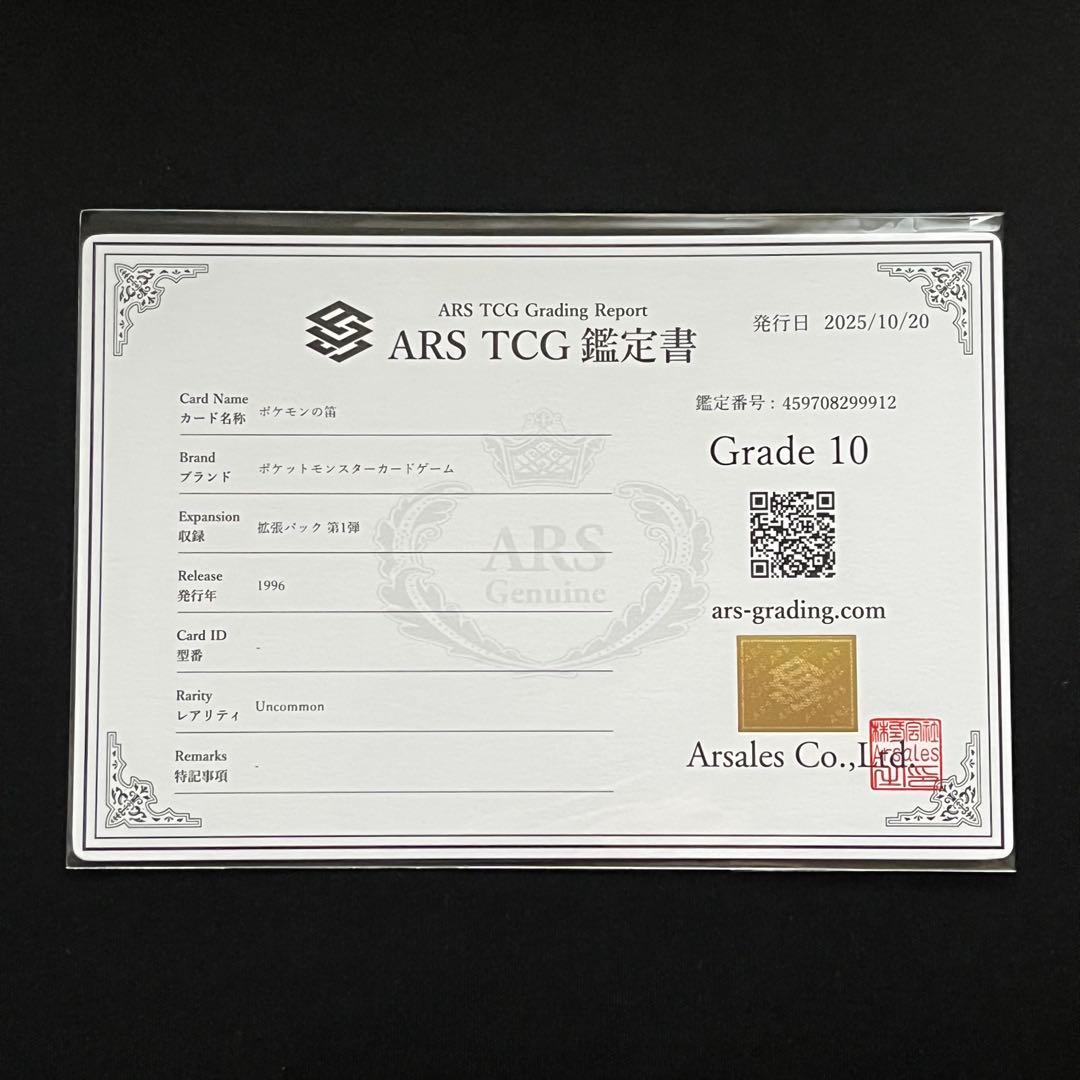 ARS TCG Grading Report
ARS TCG 鑑定書
発行日 2025/10/20
Card Name
カード名称 ポケモンの笛
Brand
ブランド ポケットモンスターカードゲーム
Expansion
収録 拡張パック 第1弾
Release
発行年 1996
Card ID
型番 -
Rarity
レアリティ Uncommon
Remarks
特記事項 -
ARS
Genuine
鑑定番号 : 459708299912
Grade 10
ars-grading.com
Arsales Co.,Ltd.
株式会社
Arsales